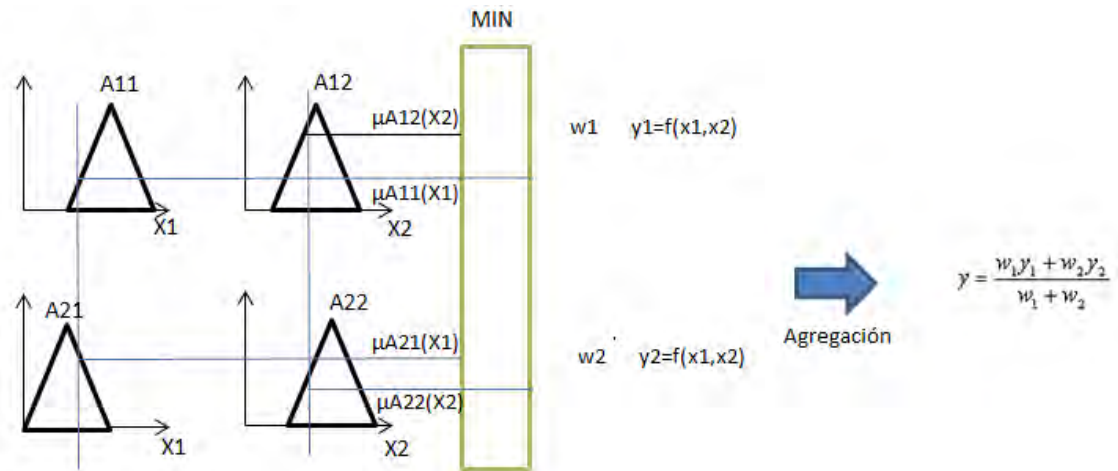 MIN
A11
A12
μA12(X2)
μA11(X1)
X1
X2
w1 y1=f(x1,x2)
A21
A22
μA21(X1)
μA22(X2)
X1
X2
w2 y2=f(x1,x2)
Agregación
y = (w₁y₁ + w₂y₂) / (w₁ + w₂)